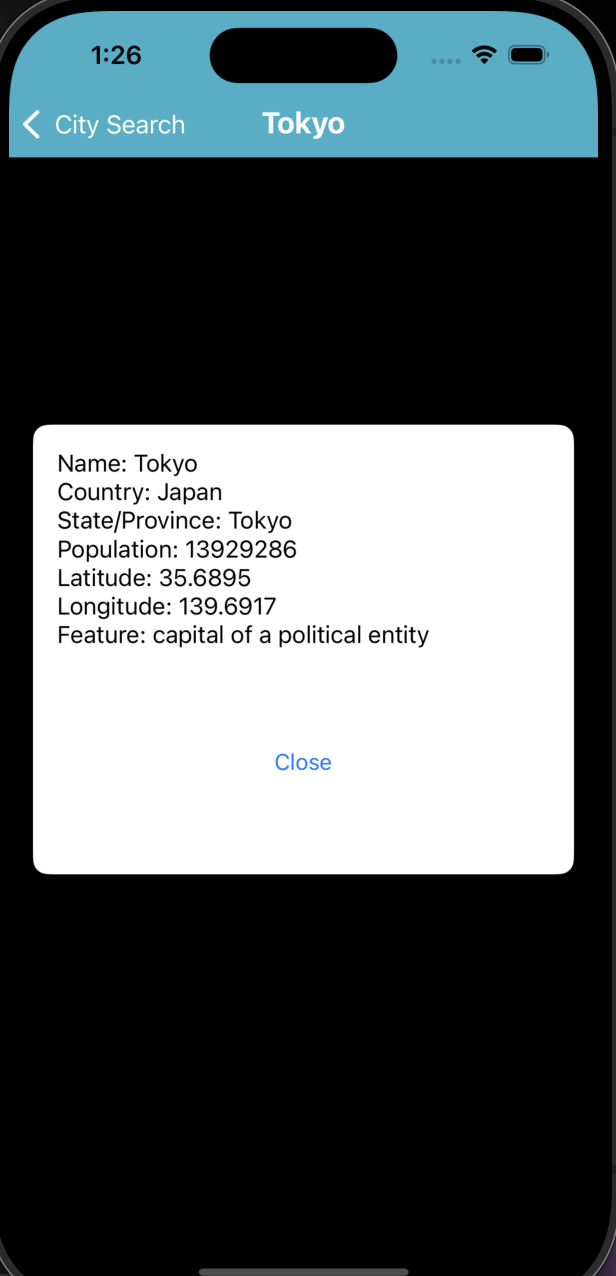 1:26
City Search
Tokyo
Name: Tokyo
Country: Japan
State/Province: Tokyo
Population: 13929286
Latitude: 35.6895
Longitude: 139.6917
Feature: capital of a political entity
Close